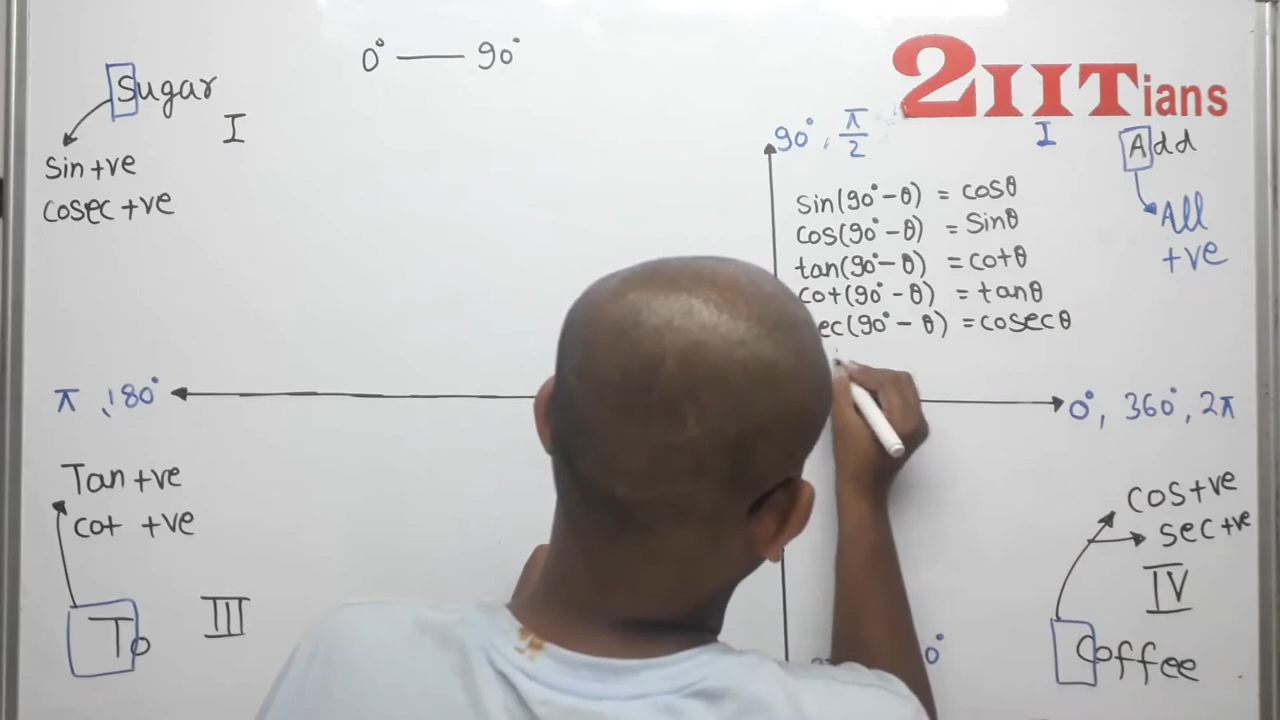 0° — 90°
2IITians
Sugar
I
Sin +ve
cosec +ve
90°, π/2
I
Add
All
+ve
sin(90° - θ) = cosθ
cos(90° - θ) = Sinθ
tan(90° - θ) = cotθ
cot(90° - θ) = tanθ
ec(90° - θ) = cosecθ
π, 180°
0°, 360°, 2π
Tan +ve
cot +ve
To
III
cos +ve
sec +ve
IV
Coffee
0°